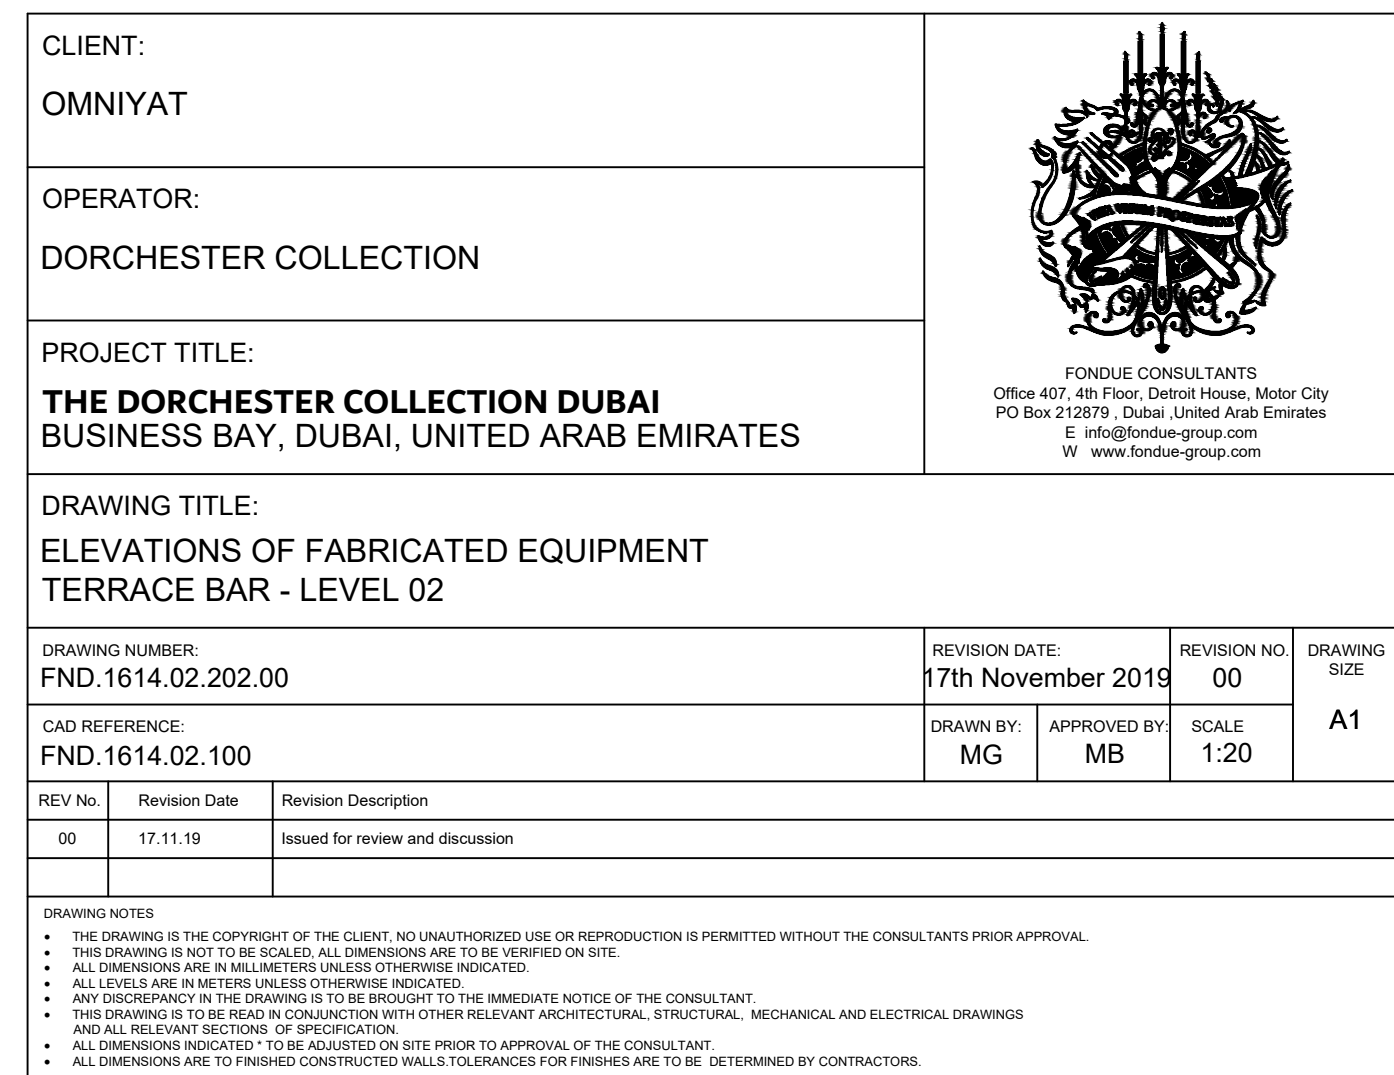 CLIENT:
OMNIYAT
OPERATOR:
DORCHESTER COLLECTION
PROJECT TITLE:
THE DORCHESTER COLLECTION DUBAI
BUSINESS BAY, DUBAI, UNITED ARAB EMIRATES
FONDUE CONSULTANTS
Office 407, 4th Floor, Detroit House, Motor City
PO Box 212879 , Dubai ,United Arab Emirates
E info@fondue-group.com
W www.fondue-group.com
DRAWING TITLE:
ELEVATIONS OF FABRICATED EQUIPMENT
TERRACE BAR - LEVEL 02
DRAWING NUMBER:
FND.1614.02.202.00
REVISION DATE:
17th November 2019
REVISION NO.
00
DRAWING
SIZE
A1
CAD REFERENCE:
FND.1614.02.100
DRAWN BY:
MG
APPROVED BY:
MB
SCALE
1:20
REV No. Revision Date Revision Description
00 17.11.19 Issued for review and discussion
DRAWING NOTES
• THE DRAWING IS THE COPYRIGHT OF THE CLIENT, NO UNAUTHORIZED USE OR REPRODUCTION IS PERMITTED WITHOUT THE CONSULTANTS PRIOR APPROVAL.
• THIS DRAWING IS NOT TO BE SCALED, ALL DIMENSIONS ARE TO BE VERIFIED ON SITE.
• ALL DIMENSIONS ARE IN MILLIMETERS UNLESS OTHERWISE INDICATED.
• ALL LEVELS ARE IN METERS UNLESS OTHERWISE INDICATED.
• ANY DISCREPANCY IN THE DRAWING IS TO BE BROUGHT TO THE IMMEDIATE NOTICE OF THE CONSULTANT.
• THIS DRAWING IS TO BE READ IN CONJUNCTION WITH OTHER RELEVANT ARCHITECTURAL, STRUCTURAL, MECHANICAL AND ELECTRICAL DRAWINGS
AND ALL RELEVANT SECTIONS OF SPECIFICATION.
• ALL DIMENSIONS INDICATED * TO BE ADJUSTED ON SITE PRIOR TO APPROVAL OF THE CONSULTANT.
• ALL DIMENSIONS ARE TO FINISHED CONSTRUCTED WALLS.TOLERANCES FOR FINISHES ARE TO BE DETERMINED BY CONTRACTORS.